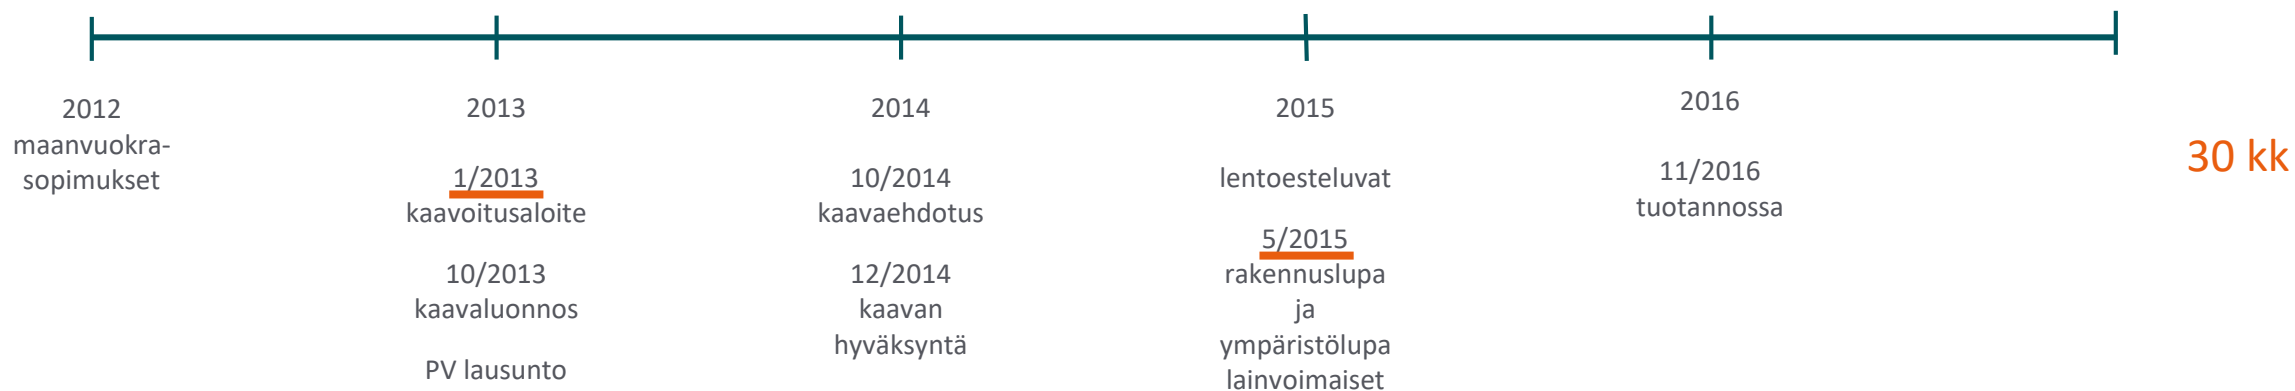 2012
maanvuokra-
sopimukset
2013
1/2013
kaavoitusaloite
10/2013
kaavaluonnos
PV lausunto
2014
10/2014
kaavaehdotus
12/2014
kaavan
hyväksyntä
2015
lentoesteluvat
5/2015
rakennuslupa
ja
ympäristölupa
lainvoimaiset
2016
11/2016
tuotannossa
30 kk